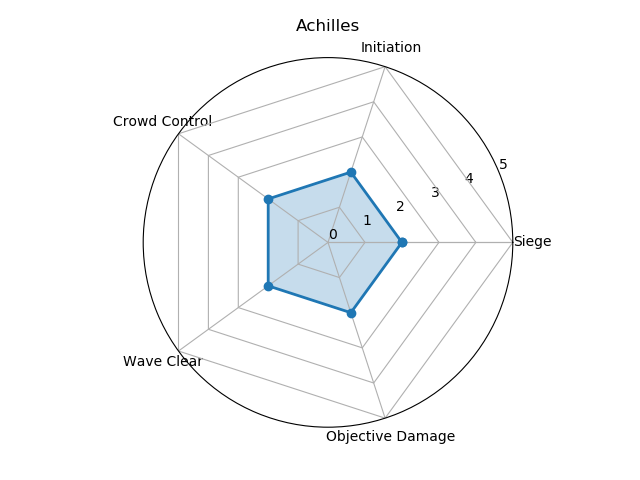 Achilles
Initiation
Crowd Control
5
4
3
2
1
0
Siege
Wave Clear
Objective Damage